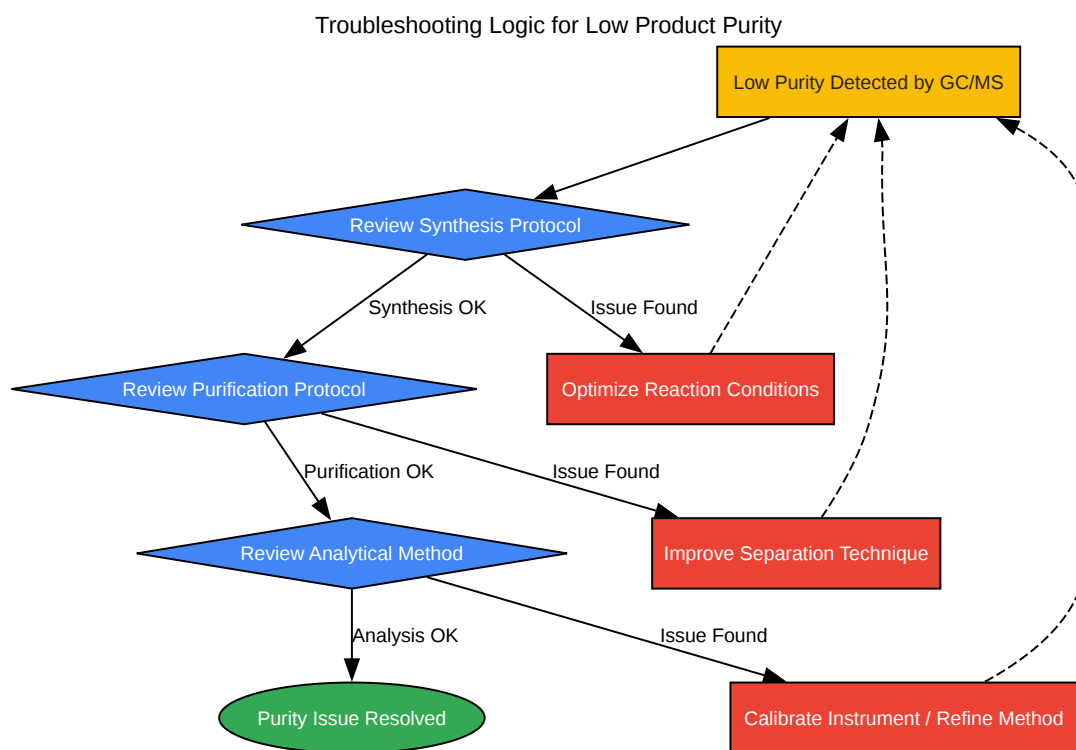 Troubleshooting Logic for Low Product Purity
Low Purity Detected by GC/MS
Review Synthesis Protocol
Synthesis OK
Issue Found
Review Purification Protocol
Optimize Reaction Conditions
Purification OK
Issue Found
Review Analytical Method
Improve Separation Technique
Analysis OK
Issue Found
Purity Issue Resolved
Calibrate Instrument / Refine Method